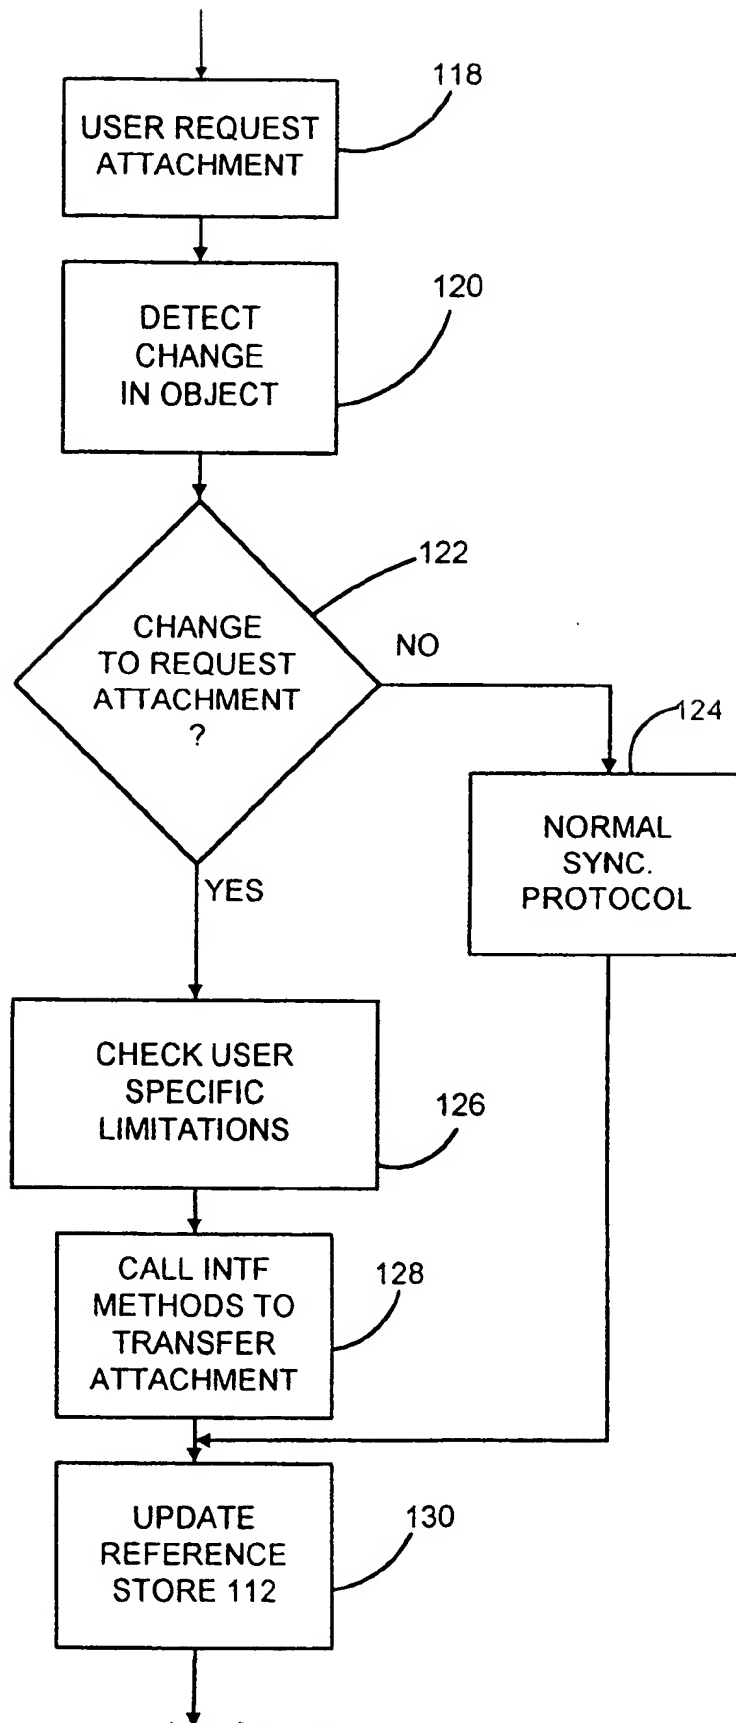 118
USER REQUEST
ATTACHMENT
120
DETECT
CHANGE
IN OBJECT
122
CHANGE
TO REQUEST
ATTACHMENT
?
NO
124
NORMAL
SYNC.
PROTOCOL
YES
CHECK USER
SPECIFIC
LIMITATIONS
126
CALL INTF
METHODS TO
TRANSFER
ATTACHMENT
128
UPDATE
REFERENCE
STORE 112
130